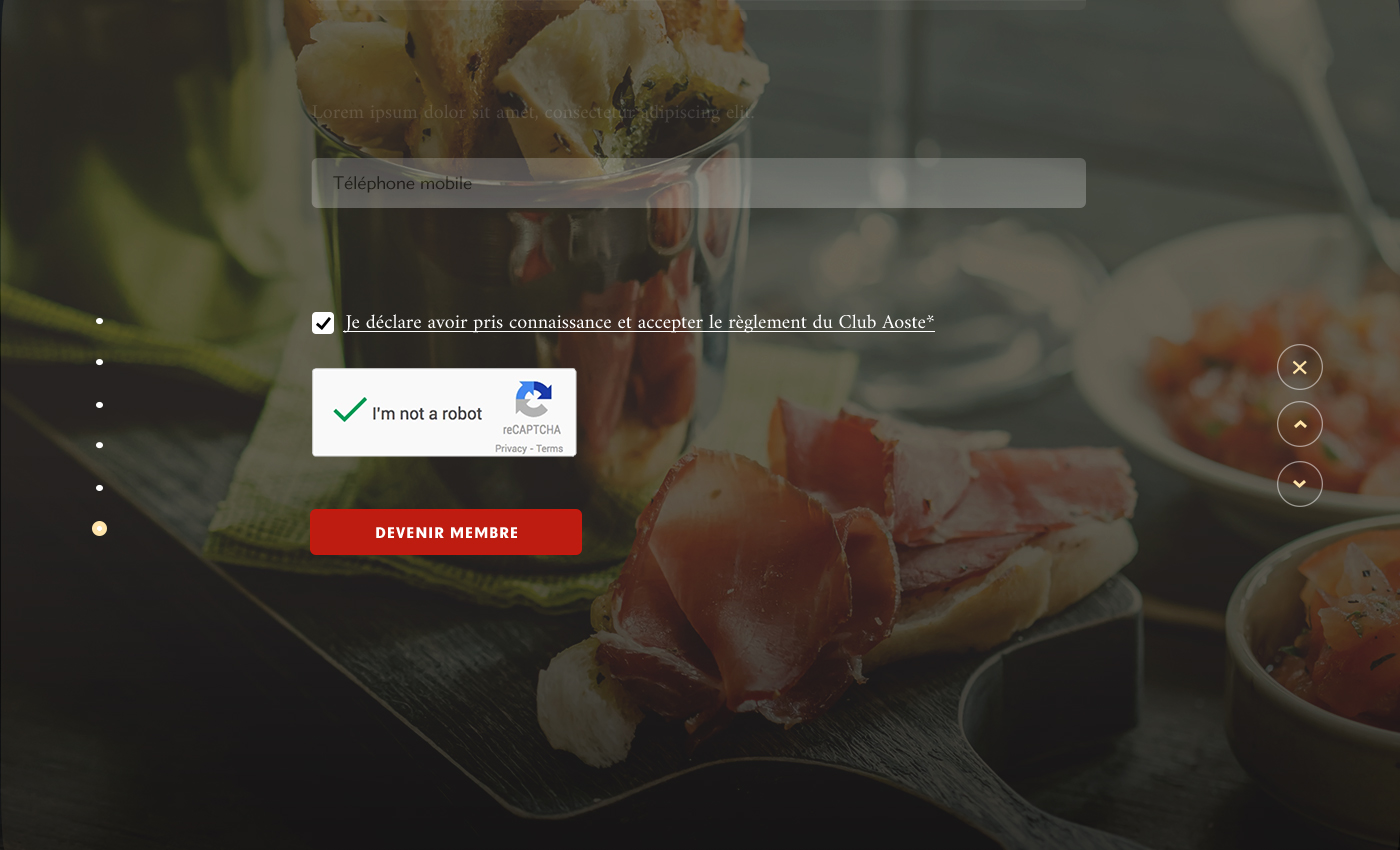 Lorem ipsum dolor sit amet, consectetur adipiscing elit.
Téléphone mobile
Je déclare avoir pris connaissance et accepter le règlement du Club Aoste*
I'm not a robot
reCAPTCHA
Privacy - Terms
DEVENIR MEMBRE